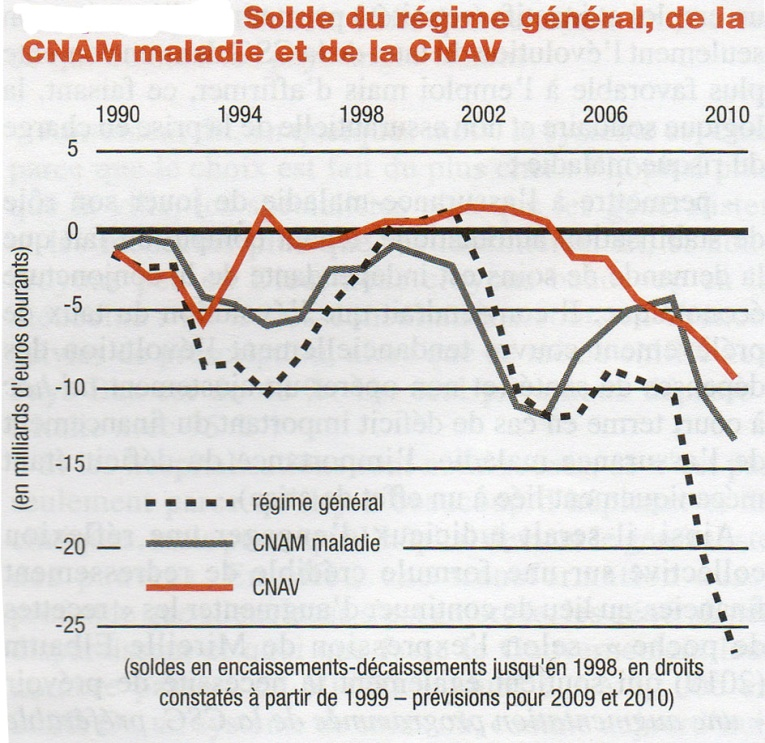 Solde du régime général, de la
CNAM maladie et de la CNAV
1990 1994 1998 2002 2006 2010
5
0
-5
-10
-15
-20
-25
(en milliards d'euros courants)
régime général
CNAM maladie
CNAV
(soldes en encaissements-décaissements jusqu'en 1998, en droits
constatés à partir de 1999 – prévisions pour 2009 et 2010)